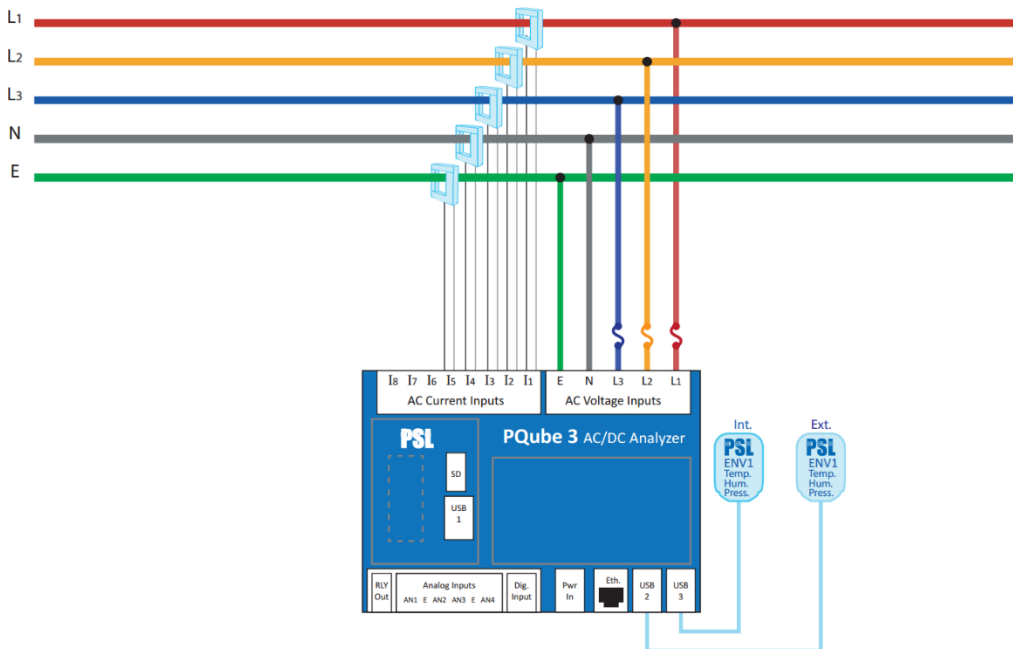 L1
L2
L3
N
E
I8 I7 I6 I5 I4 I3 I2 I1
AC Current Inputs
E N L3 L2 L1
AC Voltage Inputs
PSL
PQube 3 AC/DC Analyzer
SD
USB
1
RLY
Out
Analog Inputs
AN1 E AN2 AN3 E AN4
Dig.
Input
Pwr
In
Eth.
USB
2
USB
3
Int.
PSL
ENV1
Temp.
Hum.
Press.
Ext.
PSL
ENV1
Temp.
Hum.
Press.